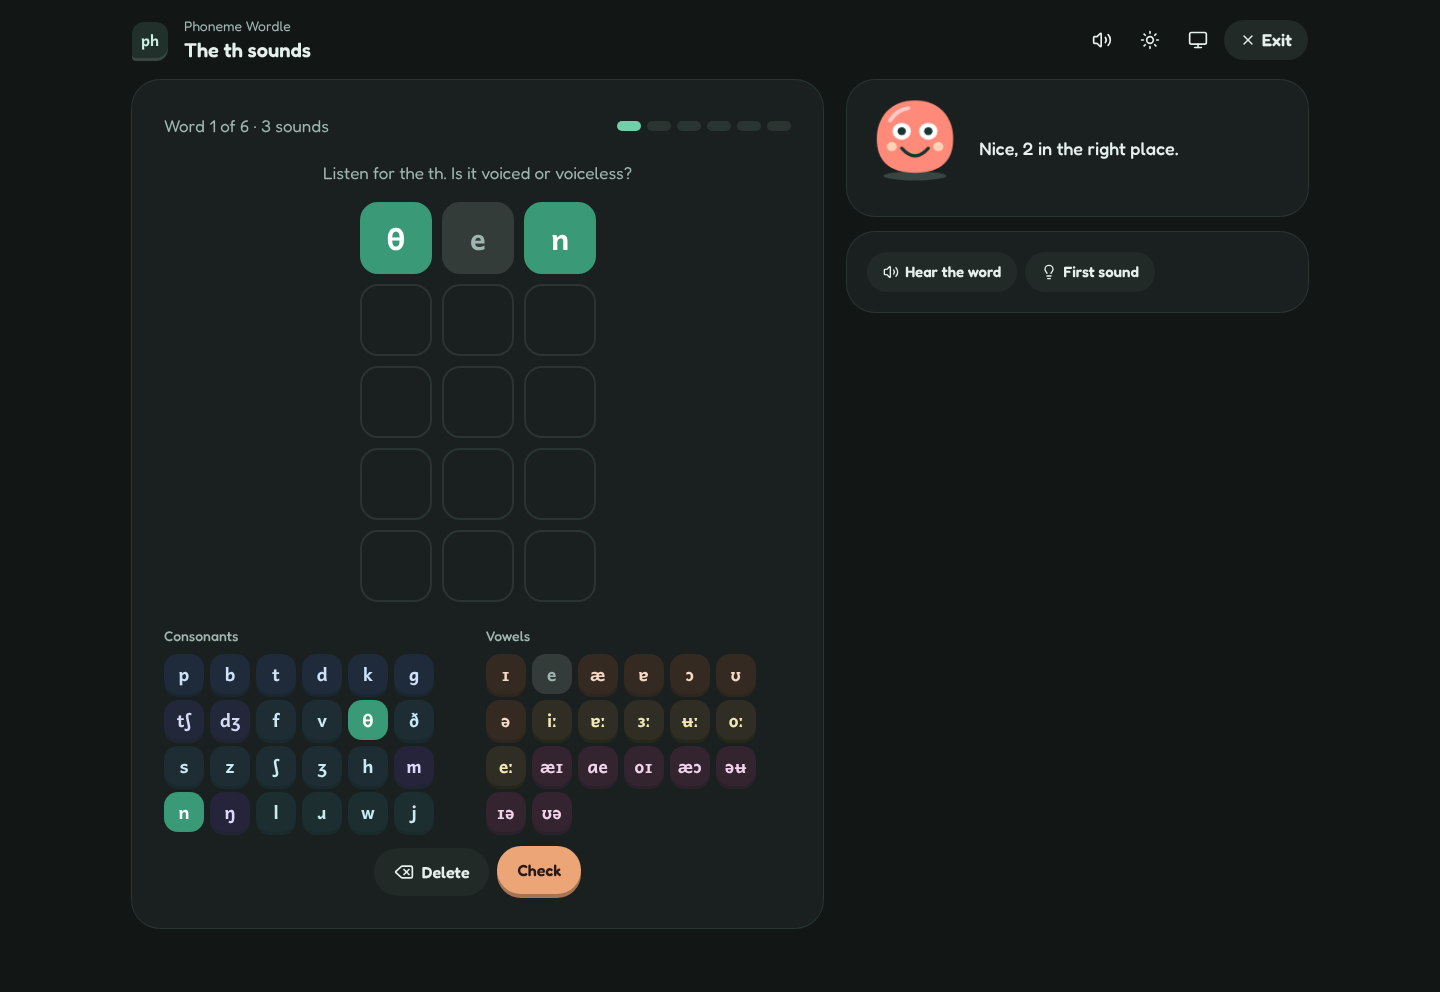 ph
Phoneme Wordle
The th sounds
Exit
Word 1 of 6 · 3 sounds
Listen for the th. Is it voiced or voiceless?
θ e n
Nice, 2 in the right place.
Hear the word
First sound
Consonants
p b t d k g
tʃ dʒ f v θ ð
s z ʃ ʒ h m
n ŋ l ɹ w j
Vowels
ɪ e æ ɐ ɔ ʊ
ə iː ɐː ɜː ʉː oː
eː æɪ ɑe oɪ æɔ əʉ
ɪə ʊə
Delete
Check